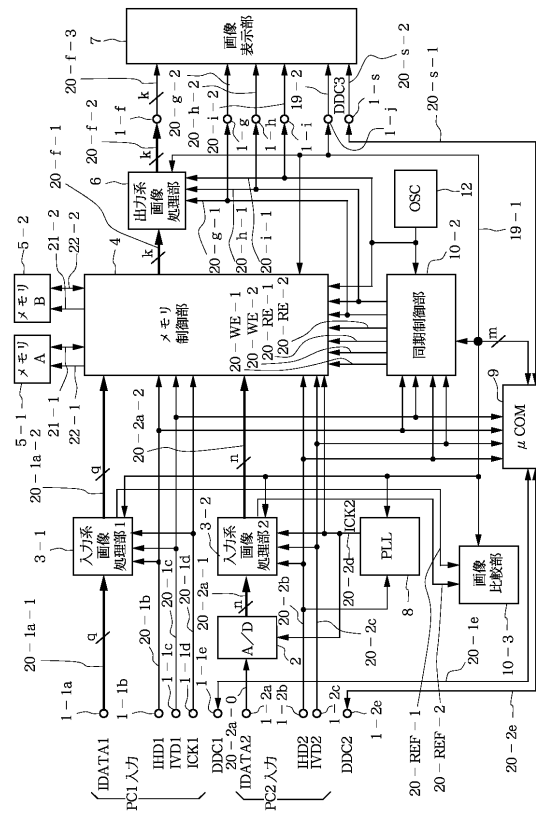 5-1
メモリ
A
21-1
22-1
5-2
メモリ
B
21-2
22-2
3-1
入力系
画像
処理部1
20-1a-1
q
20-1a-2
q
4
メモリ
制御部
20-WE-1
20-WE-2
20-RE-1
20-RE-2
20-f-1
k
6
出力系
画像
処理部
20-f-2
k
1-f
20-f-3
k
7
画像
表示部
20-g-1
20-h-1
20-i-1
20-g-2
20-h-2
20-i-2
1-g
1-h
1-i
19-2
1-j
DDC3
1-s
20-s-2
20-s-1
PC1入力
IDATA1
1-1a
IHD1
1-1b
IVD1
1-1c
ICK1
1-1d
DDC1
1-1e
20-1b
20-1c
20-1d
PC2入力
IDATA2
1-2a
20-2a-0
IHD2
1-2b
IVD2
1-2c
DDC2
1-2e
A/D
2
20-2a-1
n
3-2
入力系
画像
処理部2
20-2a-2
n
20-2b
20-2c
20-2d
ICK2
PLL
8
OSC
12
10-2
同期制御部
19-1
m
9
μCOM
画像
比較部
10-3
20-1e
20-REF-1
20-REF-2
20-2e